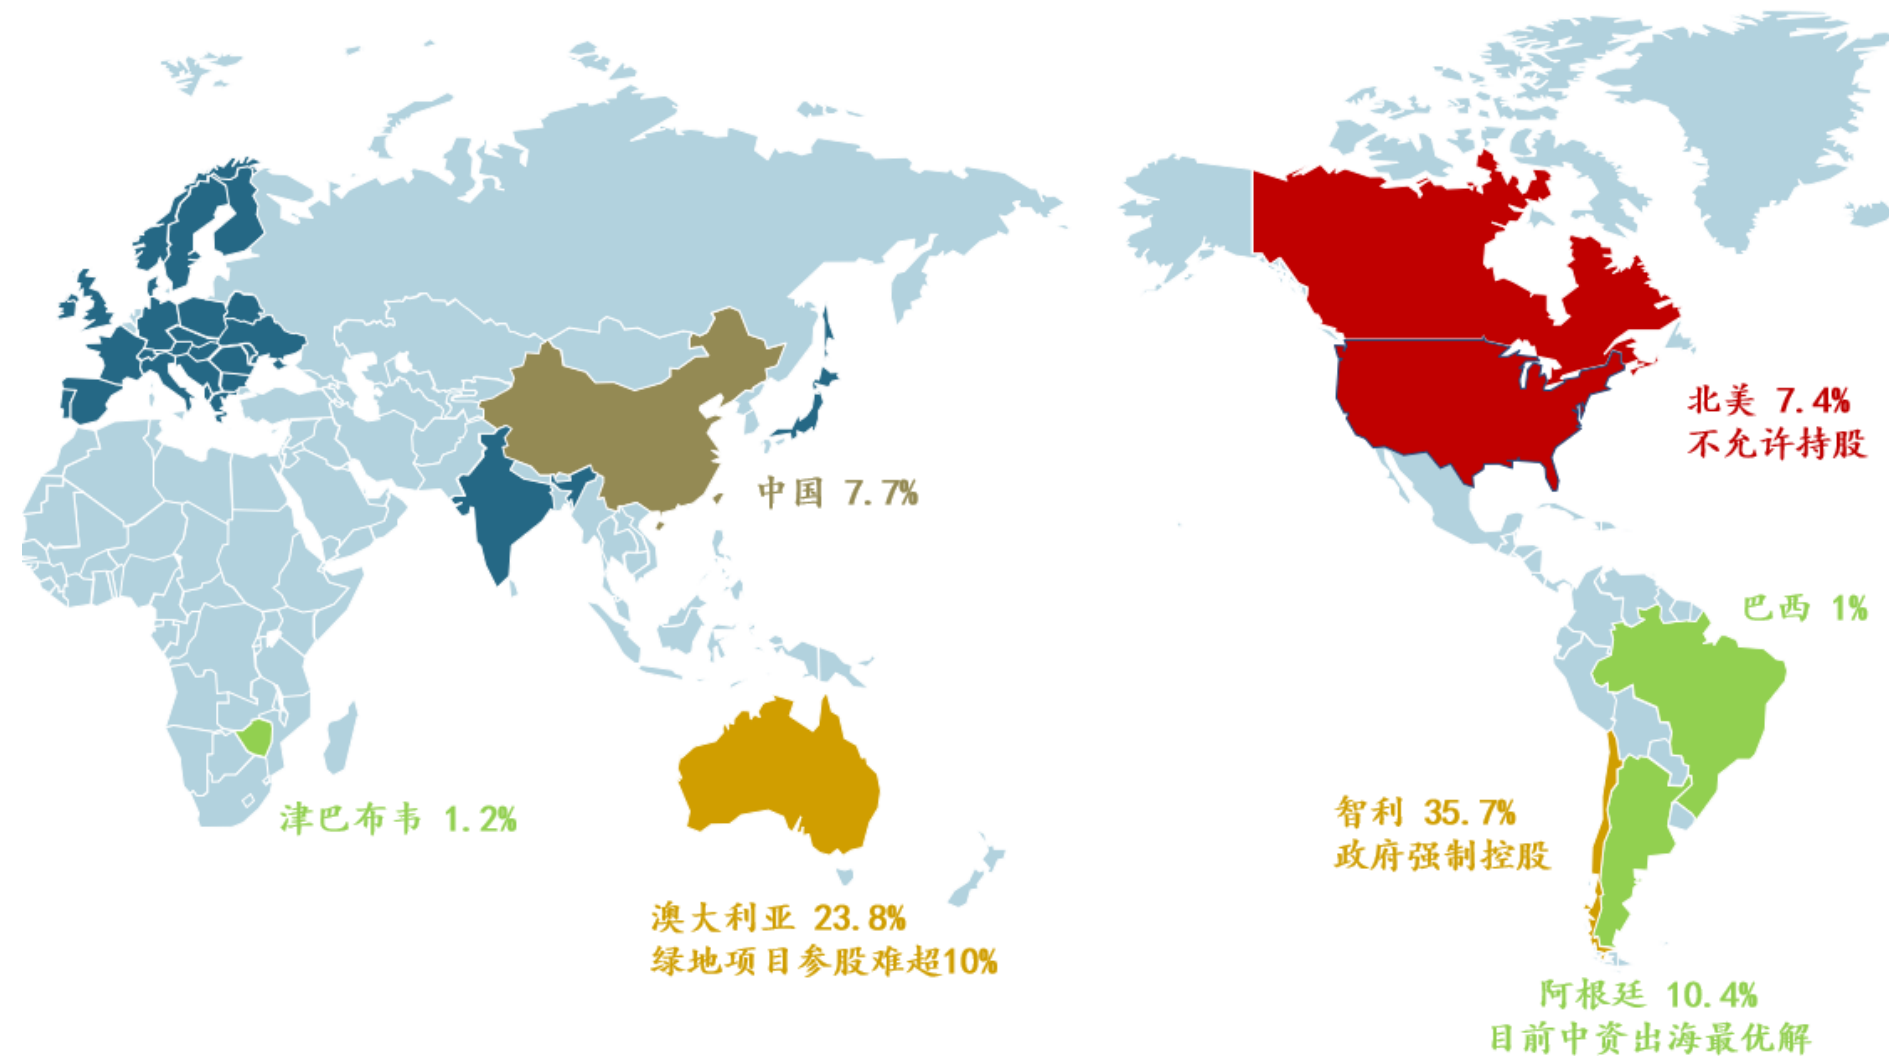 北美 7.4%
不允许持股
中国 7.7%
巴西 1%
津巴布韦 1.2%
智利 35.7%
政府强制控股
澳大利亚 23.8%
绿地项目参股难超10%
阿根廷 10.4%
目前中资出海最优解